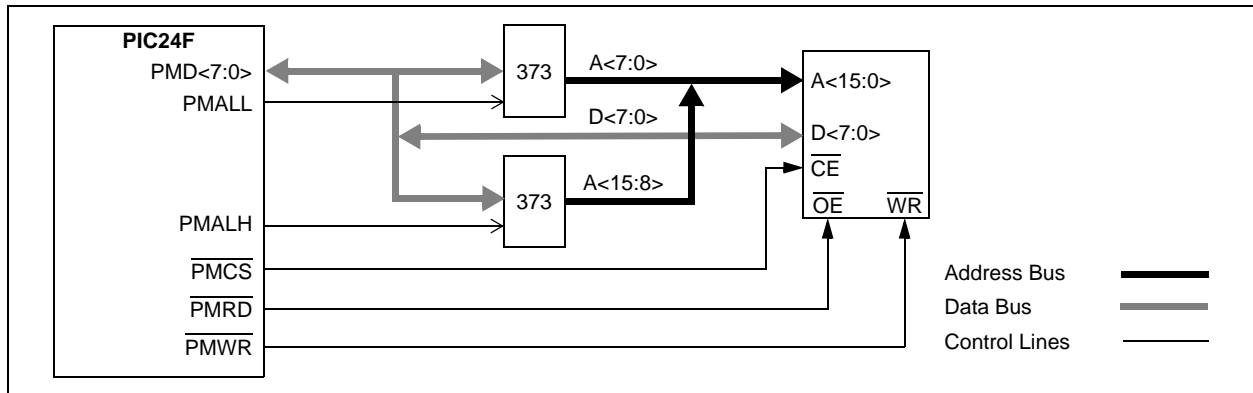 PIC24F
PMD<7:0>
PMALL
PMALH
PMCS
PMRD
PMWR
373
A<7:0>
D<7:0>
373
A<15:8>
A<15:0>
D<7:0>
CE
OE WR
Address Bus
Data Bus
Control Lines